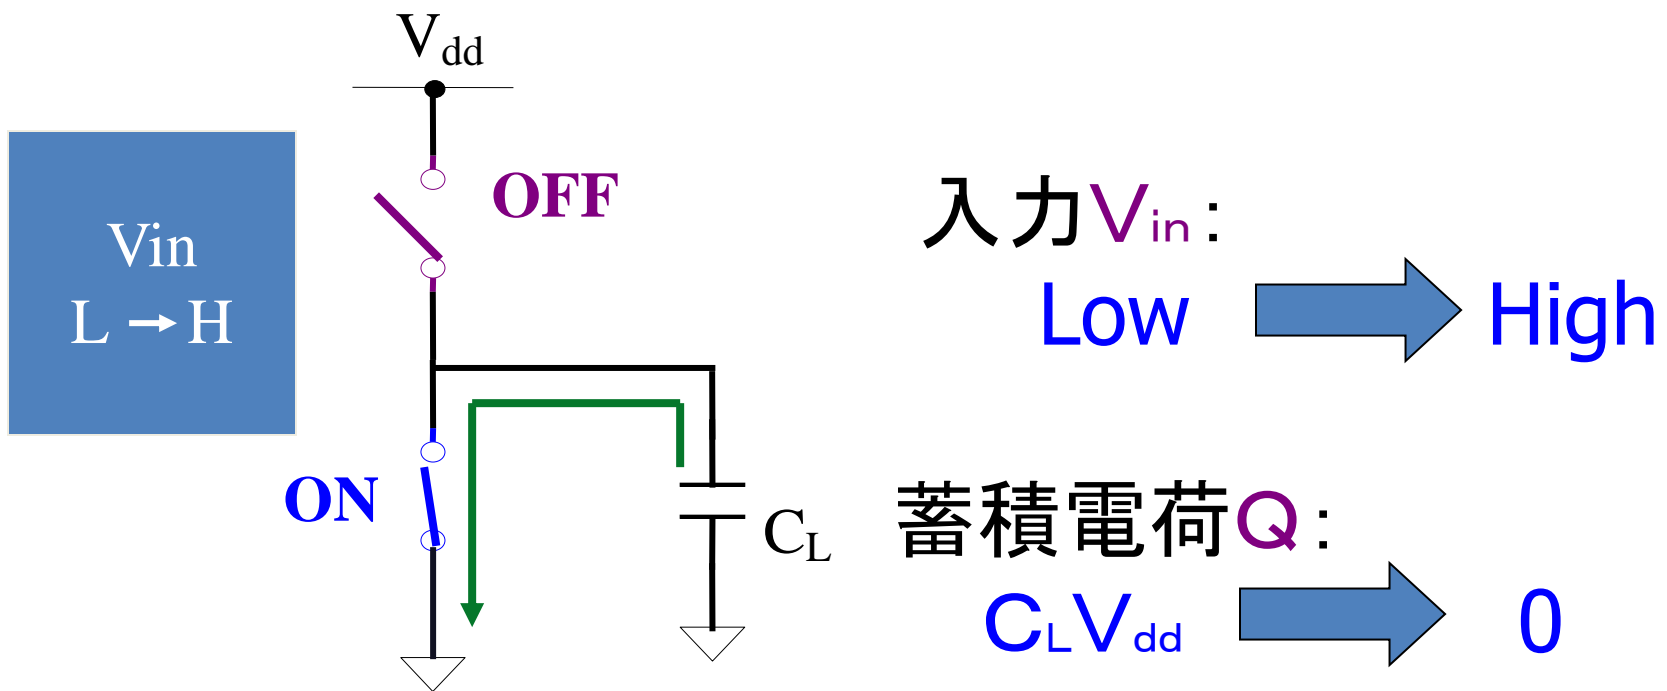 Vdd
OFF
Vin
L → H
ON
CL
入力Vin:
Low
High
蓄積電荷Q:
CLVdd
0